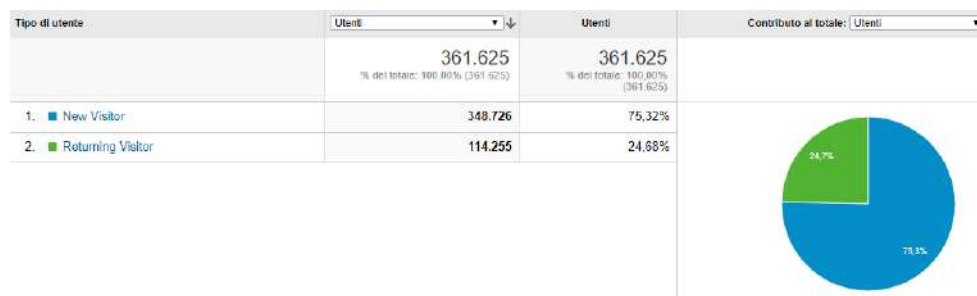 Tipo di utente
Utenti
Utenti
Contributo al totale: Utenti
361.625
% del totale: 100,00% (361.625)
361.625
% del totale: 100,00%
(361.625)
1. New Visitor 348.726 75,32%
2. Returning Visitor 114.255 24,68%
24,7%
75,3%